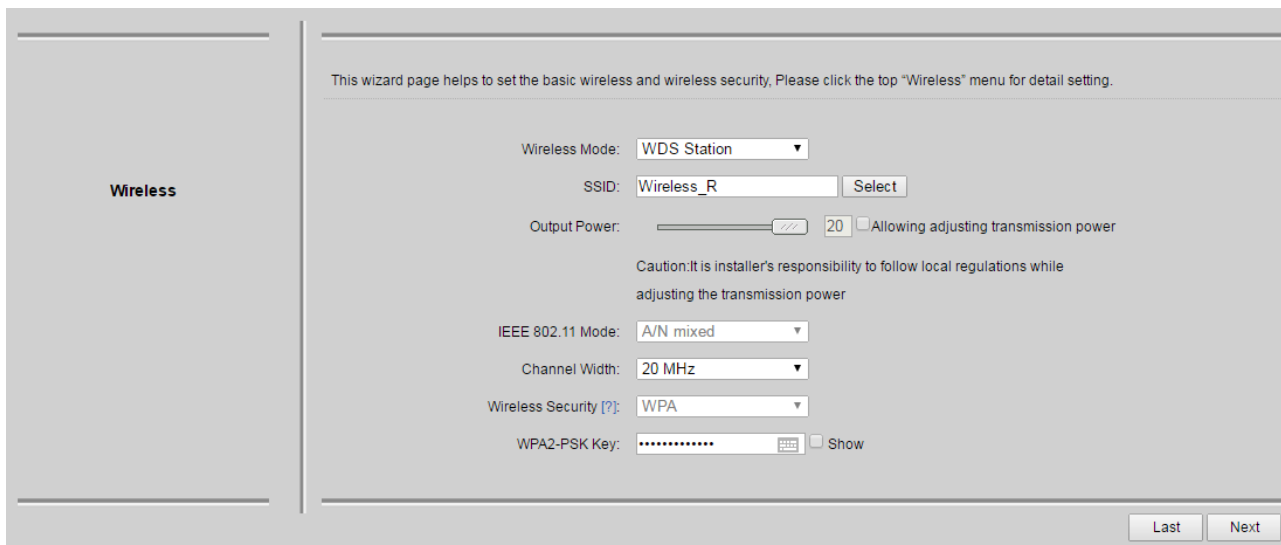 This wizard page helps to set the basic wireless and wireless security, Please click the top “Wireless” menu for detail setting.
Wireless
Wireless Mode: WDS Station
SSID: Wireless_R Select
Output Power: 20 Allowing adjusting transmission power
Caution:It is installer's responsibility to follow local regulations while
adjusting the transmission power
IEEE 802.11 Mode: A/N mixed
Channel Width: 20 MHz
Wireless Security [?]: WPA
WPA2-PSK Key: ••••••••••••• Show
Last Next